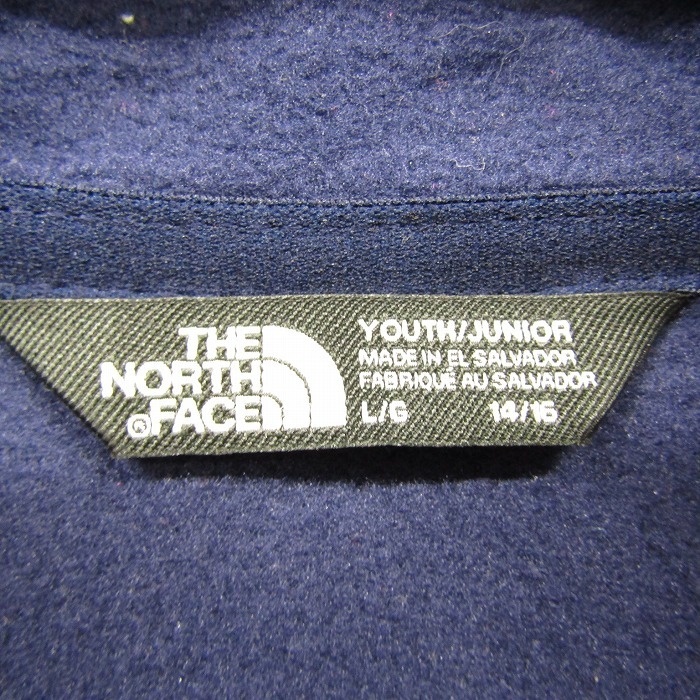 THE
NORTH
®FACE
YOUTH/JUNIOR
MADE IN EL SALVADOR
FABRIQUÉ AU SALVADOR
L/G 14/16